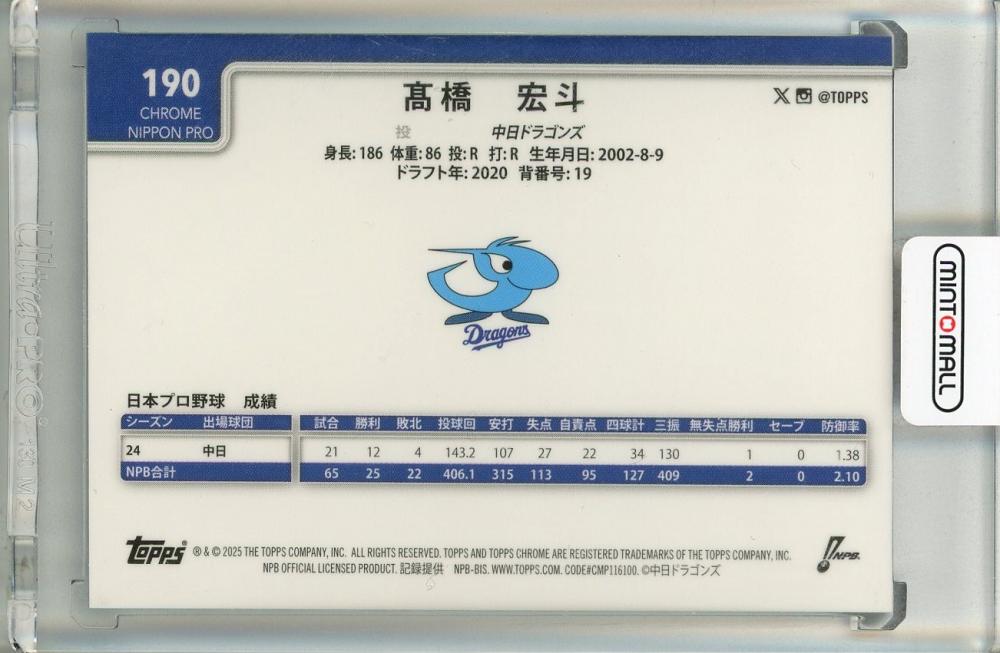 190
CHROME
NIPPON PRO
髙橋 宏斗
@TOPPS
投 中日ドラゴンズ
身長: 186 体重: 86 投: R 打: R 生年月日: 2002-8-9
ドラフト年: 2020 背番号: 19
Dragons
日本プロ野球 成績
シーズン 出場球団 試合 勝利 敗北 投球回 安打 失点 自責点 四球計 三振 無失点勝利 セーブ 防御率
24 中日 21 12 4 143.2 107 27 22 34 130 1 0 1.38
NPB合計 65 25 22 406.1 315 113 95 127 409 2 0 2.10
Topps ® & © 2025 THE TOPPS COMPANY, INC. ALL RIGHTS RESERVED. TOPPS AND TOPPS CHROME ARE REGISTERED TRADEMARKS OF THE TOPPS COMPANY, INC.
NPB OFFICIAL LICENSED PRODUCT. 記録提供 NPB-BIS. WWW.TOPPS.COM. CODE#CMP116100. ©中日ドラゴンズ
NPB
MINTOMALL
Ultra·PRO